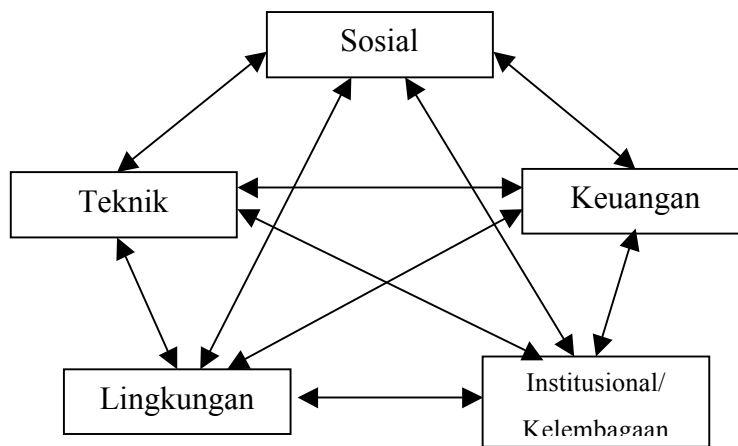 Sosial
Teknik
Keuangan
Lingkungan
Institusional/
Kelembagaan